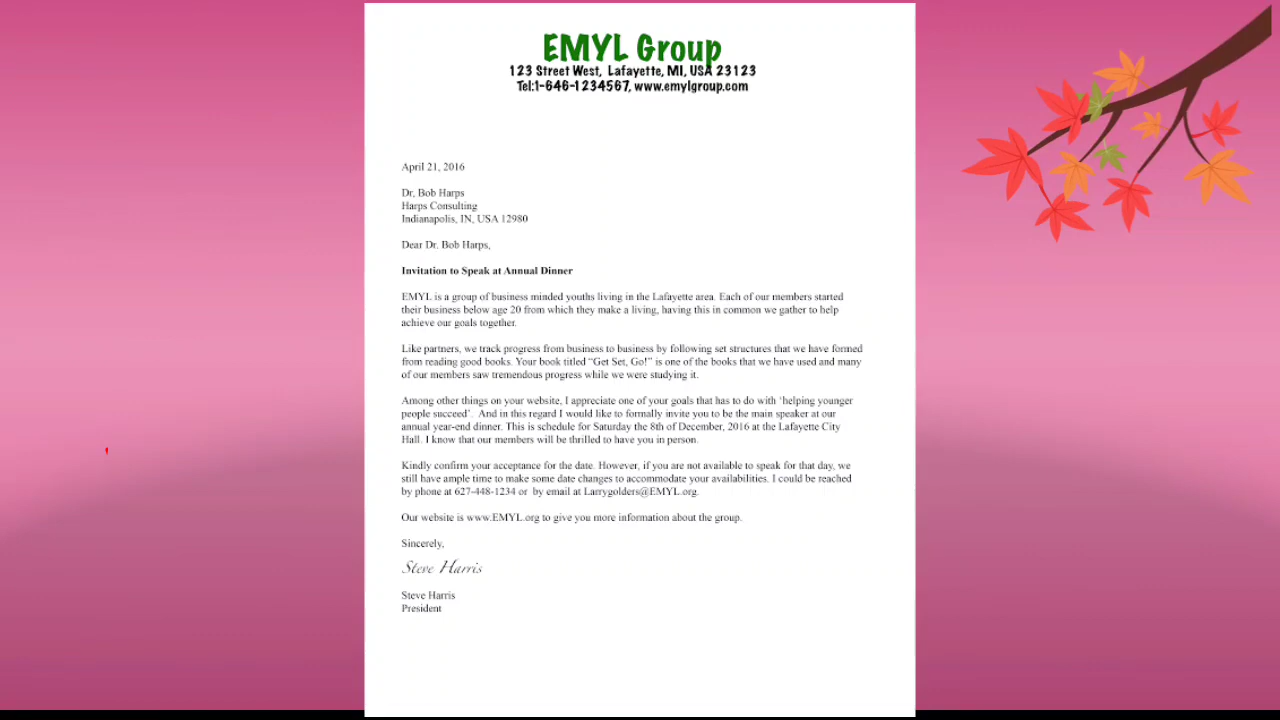 EMYL Group
123 Street West, Lafayette, MI, USA 23123
Tel:1-646-1234567, www.emylgroup.com
April 21, 2016
Dr, Bob Harps
Harps Consulting
Indianapolis, IN, USA 12980
Dear Dr. Bob Harps,
Invitation to Speak at Annual Dinner
EMYL is a group of business minded youths living in the Lafayette area. Each of our members started
their business below age 20 from which they make a living, having this in common we gather to help
achieve our goals together.
Like partners, we track progress from business to business by following set structures that we have formed
from reading good books. Your book titled “Get Set, Go!” is one of the books that we have used and many
of our members saw tremendous progress while we were studying it.
Among other things on your website, I appreciate one of your goals that has to do with ‘helping younger
people succeed’.  And in this regard I would like to formally invite you to be the main speaker at our
annual year-end dinner. This is schedule for Saturday the 8th of December, 2016 at the Lafayette City
Hall. I know that our members will be thrilled to have you in person.
Kindly confirm your acceptance for the date. However, if you are not available to speak for that day, we
still have ample time to make some date changes to accommodate your availabilities. I could be reached
by phone at 627-448-1234 or  by email at Larrygolders@EMYL.org.
Our website is www.EMYL.org to give you more information about the group.
Sincerely,
Steve Harris
Steve Harris
President